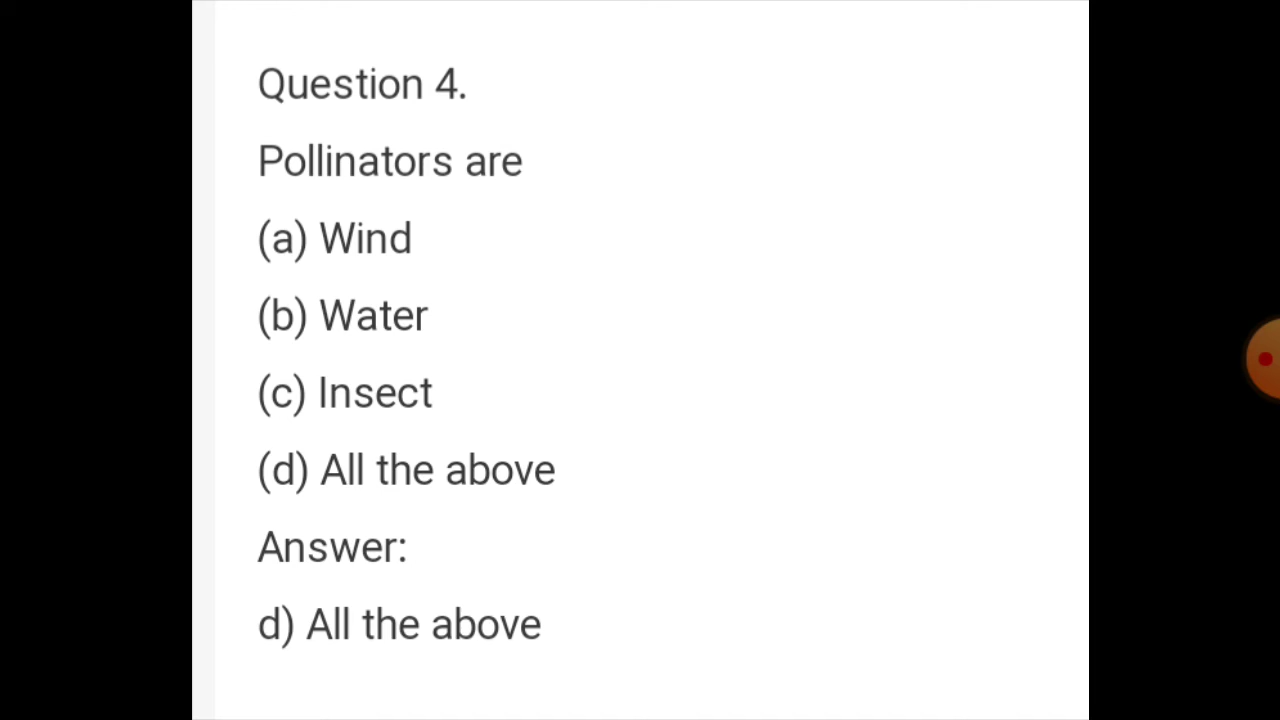 Question 4.
Pollinators are
(a) Wind
(b) Water
(c) Insect
(d) All the above
Answer:
d) All the above